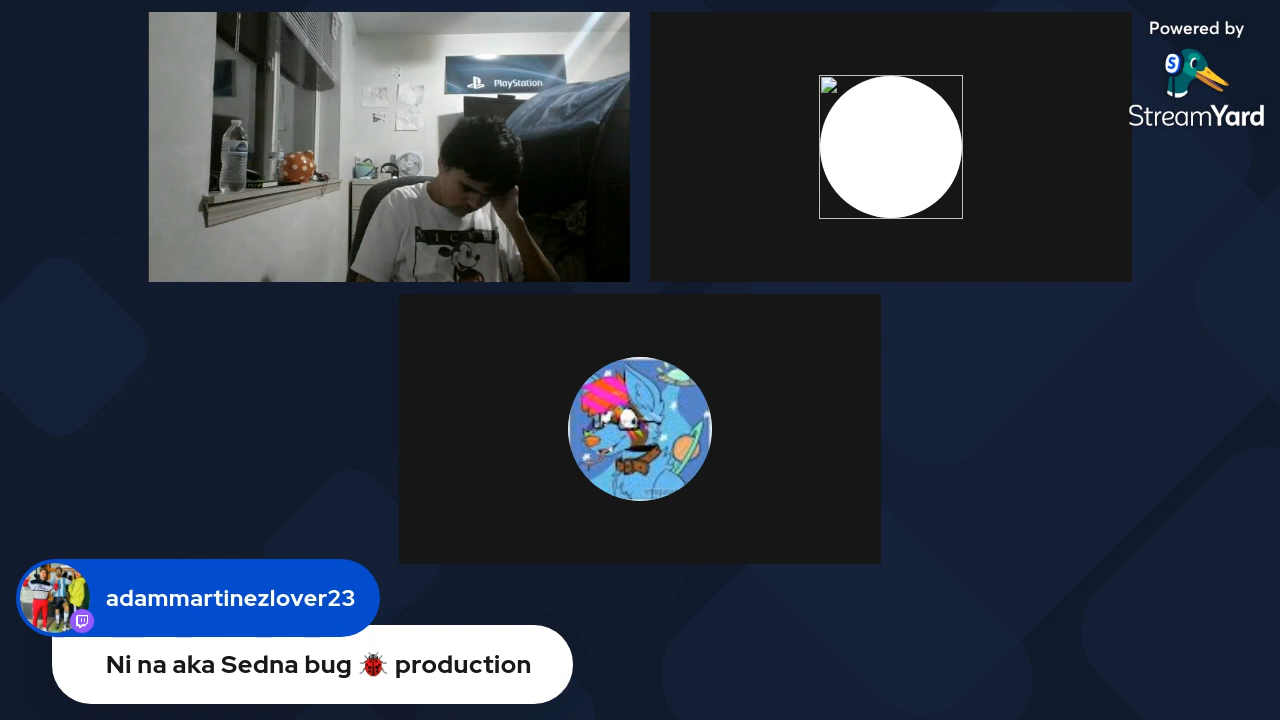 Powered by
StreamYard
PlayStation
adammartinezlover23
Ni na aka Sedna bug 🐞 production